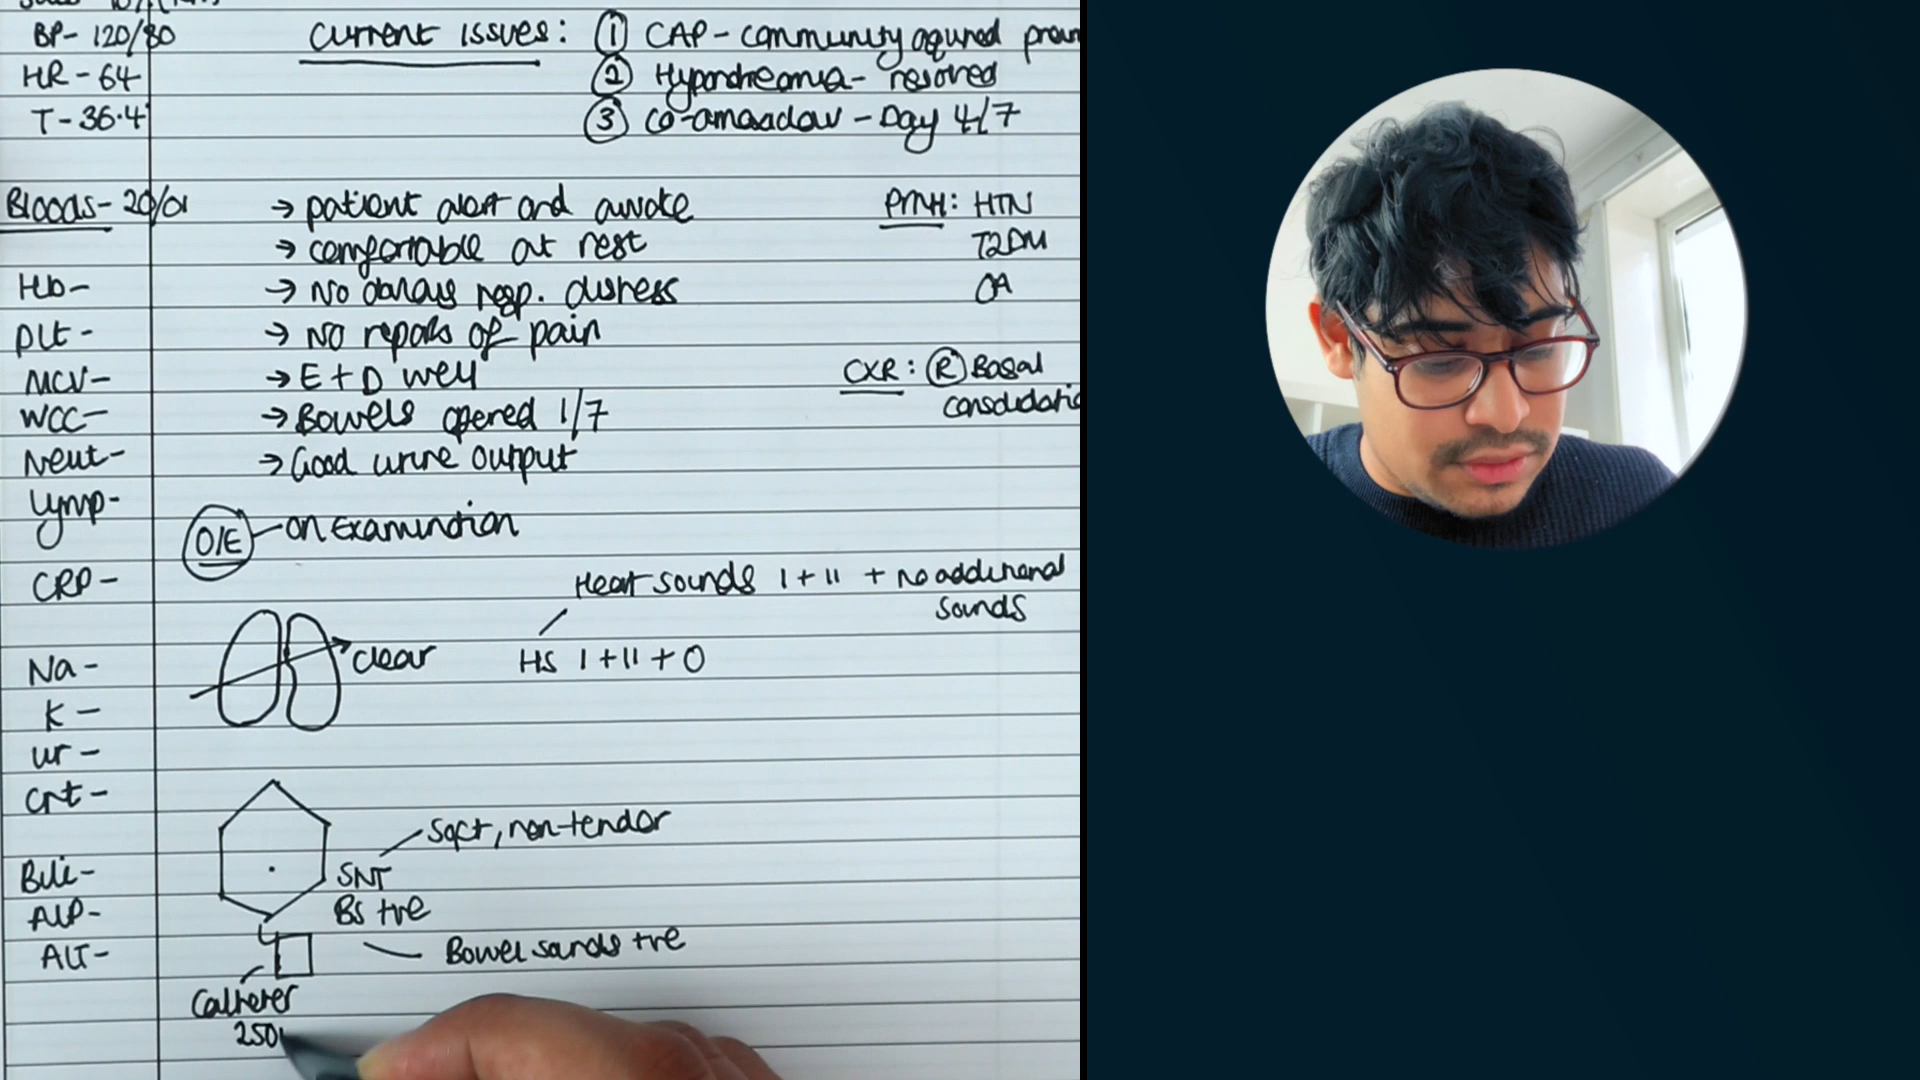 BP- 120/80
HR - 64
T - 36.4
Current issues: ① CAP - community aqured
② Hyponatreamia - resolved
③ Co-amoxiclav - Day 4/7
Bloods - 20/01
Hb -
PLt -
MCV -
WCC -
Neut -
Lymp -
CRP -
Na -
K -
Ur -
Crt -
Bili -
ALP -
ALT -
→ patient alert and awake
→ comfortable at rest
→ No obvious resp. distress
→ No reports of pain
→ E + D well
→ Bowels opened 1/7
→ Good urine output
PMH: HTN
T2DM
OA
CXR: Ⓡ Basal
consolidatio
O/E - on Examination
clear
Heart sounds I + II + no additional
sounds
HS I + II + O
Soft, non-tender
SNT
BS +ve
Bowel sounds +ve
Catheter
250